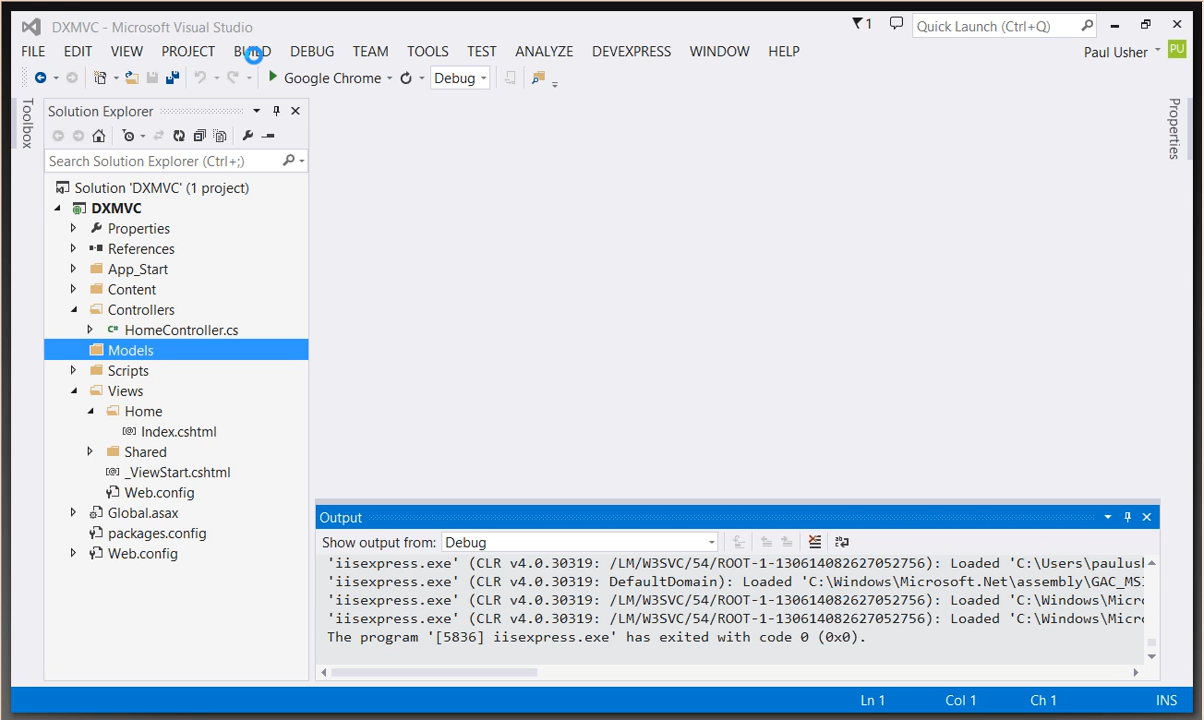 DXMVC - Microsoft Visual Studio
1
Quick Launch (Ctrl+Q)
FILE EDIT VIEW PROJECT BUILD DEBUG TEAM TOOLS TEST ANALYZE DEVEXPRESS WINDOW HELP
Paul Usher PU
Google Chrome Debug
Toolbox
Solution Explorer
Search Solution Explorer (Ctrl+;)
Solution 'DXMVC' (1 project)
DXMVC
Properties
References
App_Start
Content
Controllers
C# HomeController.cs
Models
Scripts
Views
Home
[@] Index.cshtml
Shared
[@] _ViewStart.cshtml
Web.config
Global.asax
packages.config
Web.config
Properties
Output
Show output from: Debug
'iisexpress.exe' (CLR v4.0.30319: /LM/W3SVC/54/ROOT-1-130614082627052756): Loaded 'C:\Users\paulush
'iisexpress.exe' (CLR v4.0.30319: DefaultDomain): Loaded 'C:\Windows\Microsoft.Net\assembly\GAC_MSI
'iisexpress.exe' (CLR v4.0.30319: /LM/W3SVC/54/ROOT-1-130614082627052756): Loaded 'C:\Windows\Micro
'iisexpress.exe' (CLR v4.0.30319: /LM/W3SVC/54/ROOT-1-130614082627052756): Loaded 'C:\Windows\Micro
The program '[5836] iisexpress.exe' has exited with code 0 (0x0).
Ln 1 Col 1 Ch 1 INS